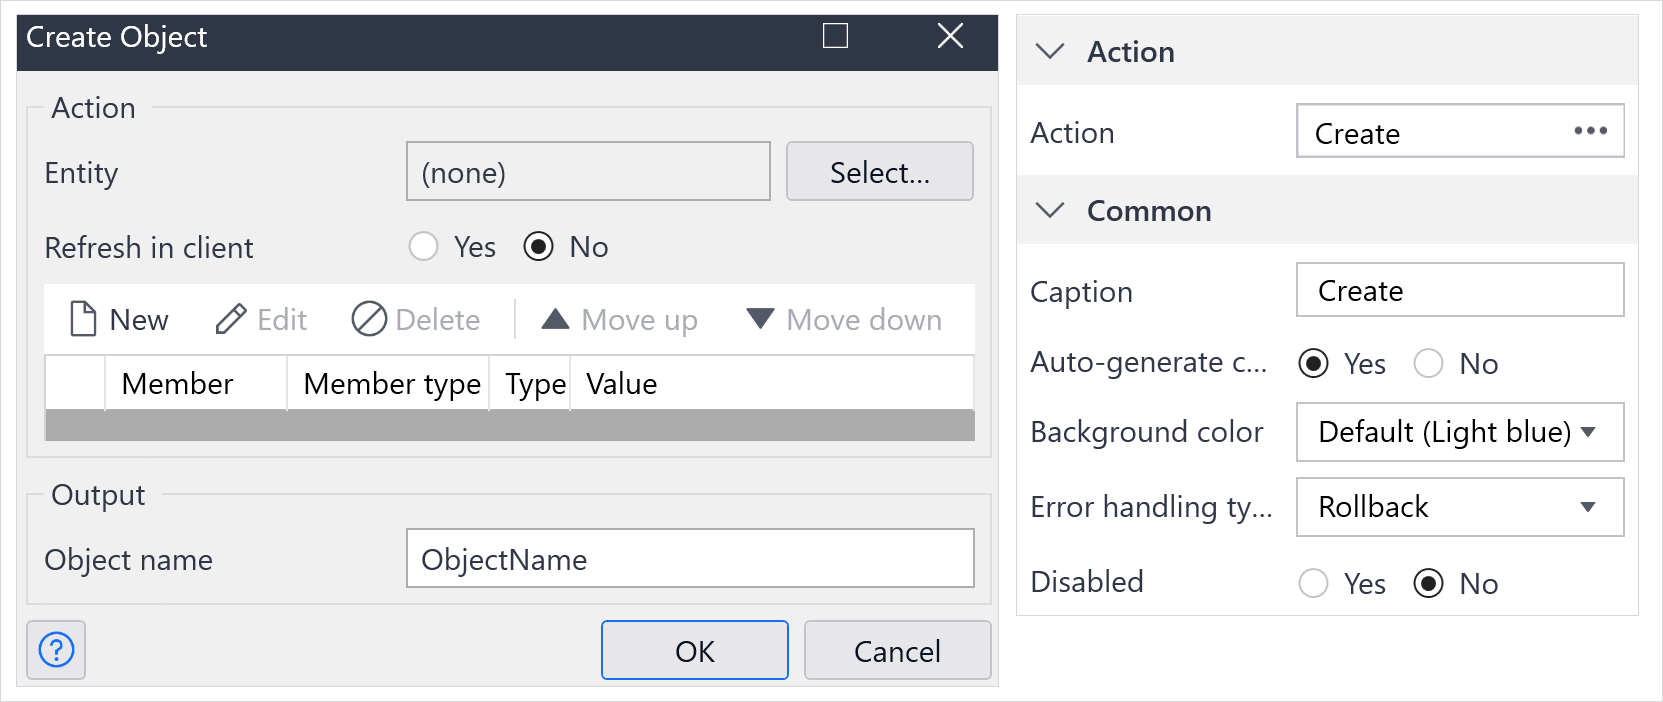 Create Object
Action
Entity (none) Select...
Refresh in client Yes No
New Edit Delete Move up Move down
Member Member type Type Value
Output
Object name ObjectName
? OK Cancel
Action
Action Create ...
Common
Caption Create
Auto-generate c... Yes No
Background color Default (Light blue)
Error handling ty... Rollback
Disabled Yes No